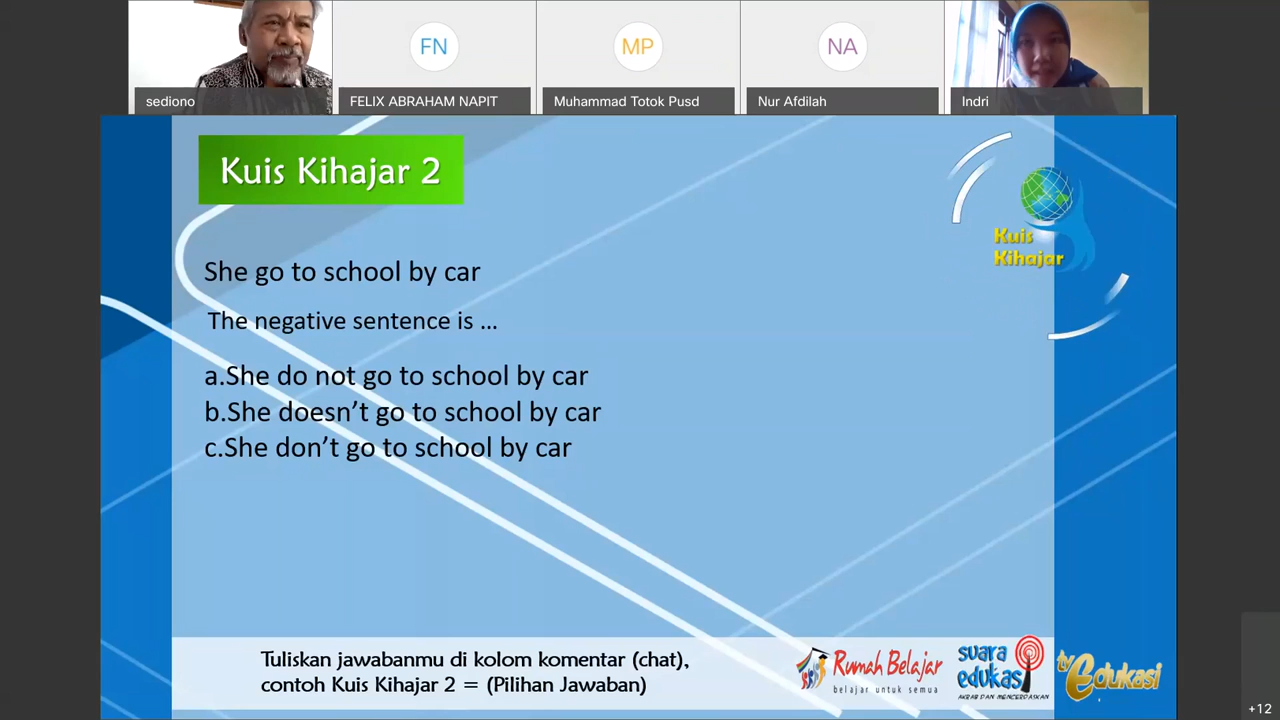 FN
MP
NA
sediono
FELIX ABRAHAM NAPIT
Muhammad Totok Pusd
Nur Afdilah
Indri
Kuis Kihajar 2
Kuis
Kihajar
She go to school by car
The negative sentence is ...
a.She do not go to school by car
b.She doesn't go to school by car
c.She don't go to school by car
Tuliskan jawabanmu di kolom komentar (chat),
contoh Kuis Kihajar 2 = (Pilihan Jawaban)
Rumah Belajar
belajar untuk semua
suara
edukasi
AKRAB DAN MENCERDASKAN
tv edukasi
+12